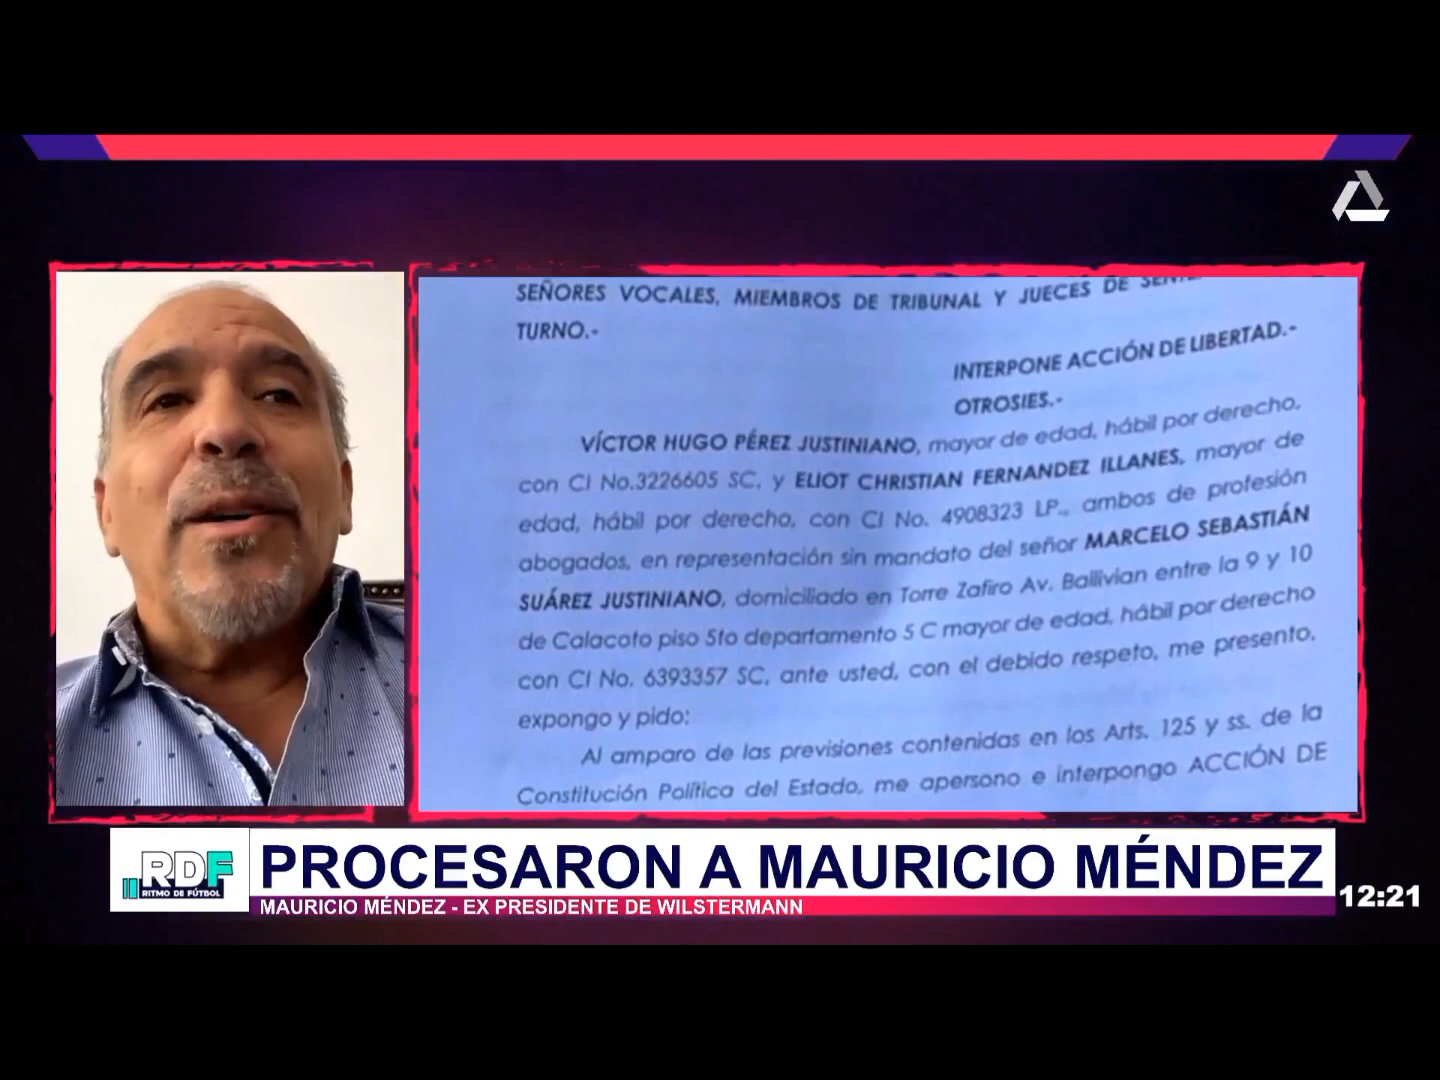 SEÑORES VOCALES, MIEMBROS DE TRIBUNAL Y JUECES DE
TURNO.-
INTERPONE ACCIÓN DE LIBERTAD.-
OTROSIES.-
VÍCTOR HUGO PÉREZ JUSTINIANO, mayor de edad, hábil por derecho,
con CI No.3226605 SC, y ELIOT CHRISTIAN FERNANDEZ ILLANES, mayor de
edad, hábil por derecho, con CI No. 4908323 LP., ambos de profesión
abogados, en representación sin mandato del señor MARCELO SEBASTIÁN
SUÁREZ JUSTINIANO, domiciliado en Torre Zafiro Av. Ballivian entre la 9 y 10
de Calacoto piso 5to departamento 5 C mayor de edad, hábil por derecho
con CI No. 6393357 SC, ante usted, con el debido respeto, me presento,
expongo y pido:
Al amparo de las previsiones contenidas en los Arts. 125 y ss. de la
Constitución Política del Estado, me apersono e interpongo ACCIÓN DE
RDF
RITMO DE FÚTBOL
PROCESARON A MAURICIO MÉNDEZ
MAURICIO MÉNDEZ - EX PRESIDENTE DE WILSTERMANN
12:21